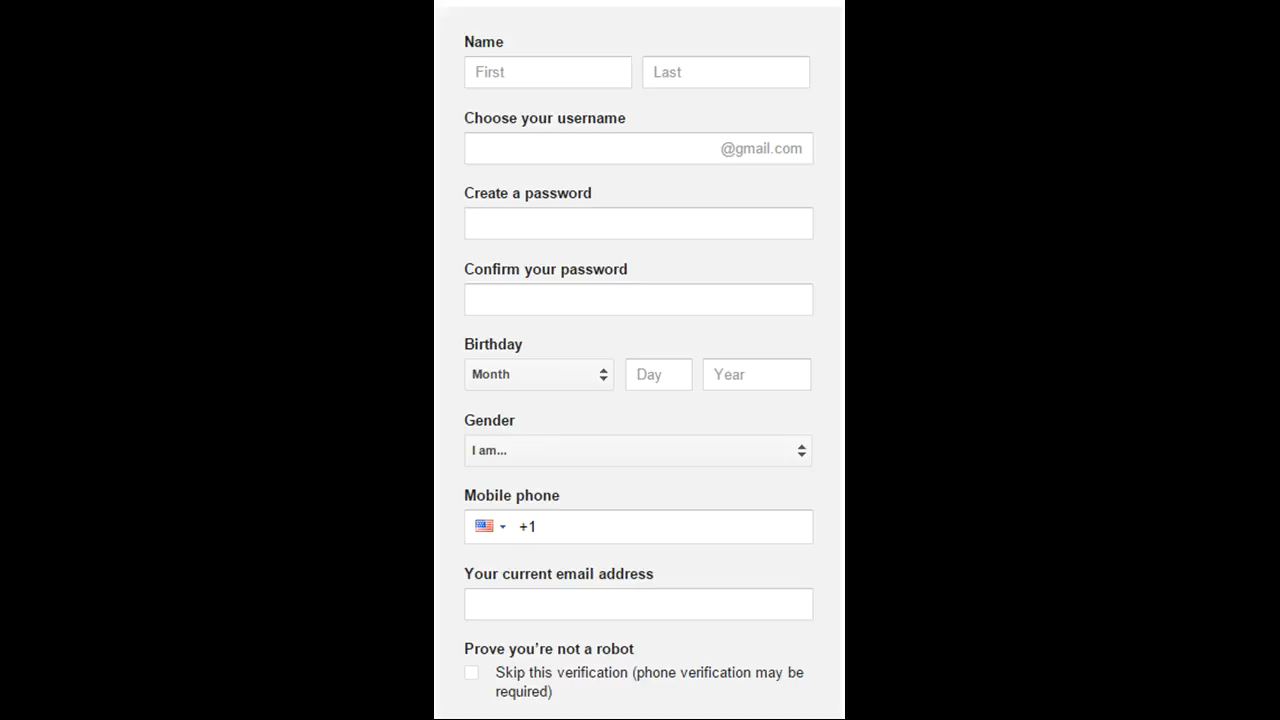 Name
First Last
Choose your username
@gmail.com
Create a password
Confirm your password
Birthday
Month Day Year
Gender
I am...
Mobile phone
+1
Your current email address
Prove you’re not a robot
Skip this verification (phone verification may be
required)